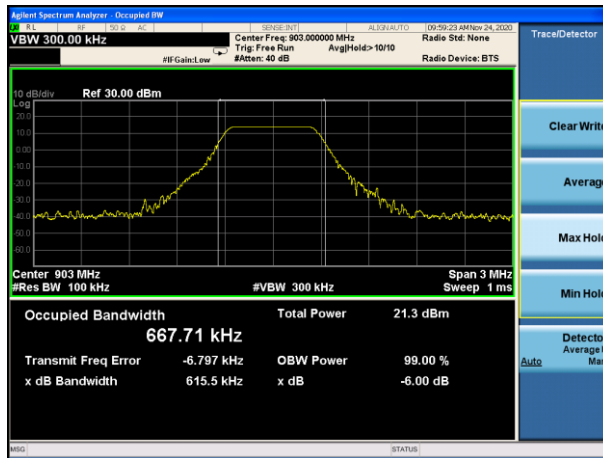 Agilent Spectrum Analyzer - Occupied BW
RL RF 50 Ω AC SENSE:INT ALIGN AUTO 09:59:23 AM Nov 24, 2020
VBW 300.00 kHz Center Freq: 903.000000 MHz Radio Std: None
Trig: Free Run Avg|Hold:>10/10
#IFGain:Low #Atten: 40 dB Radio Device: BTS
Trace/Detector
10 dB/div Ref 30.00 dBm
Log
20.0
10.0
0.00
-10.0
-20.0
-30.0
-40.0
-50.0
-60.0
Center 903 MHz Span 3 MHz
#Res BW 100 kHz #VBW 300 kHz Sweep 1 ms
Occupied Bandwidth Total Power 21.3 dBm
667.71 kHz
Transmit Freq Error -6.797 kHz OBW Power 99.00 %
x dB Bandwidth 615.5 kHz x dB -6.00 dB
Clear Write
Average
Max Hold
Min Hold
Detecto
Average
Auto Ma
MSG STATUS